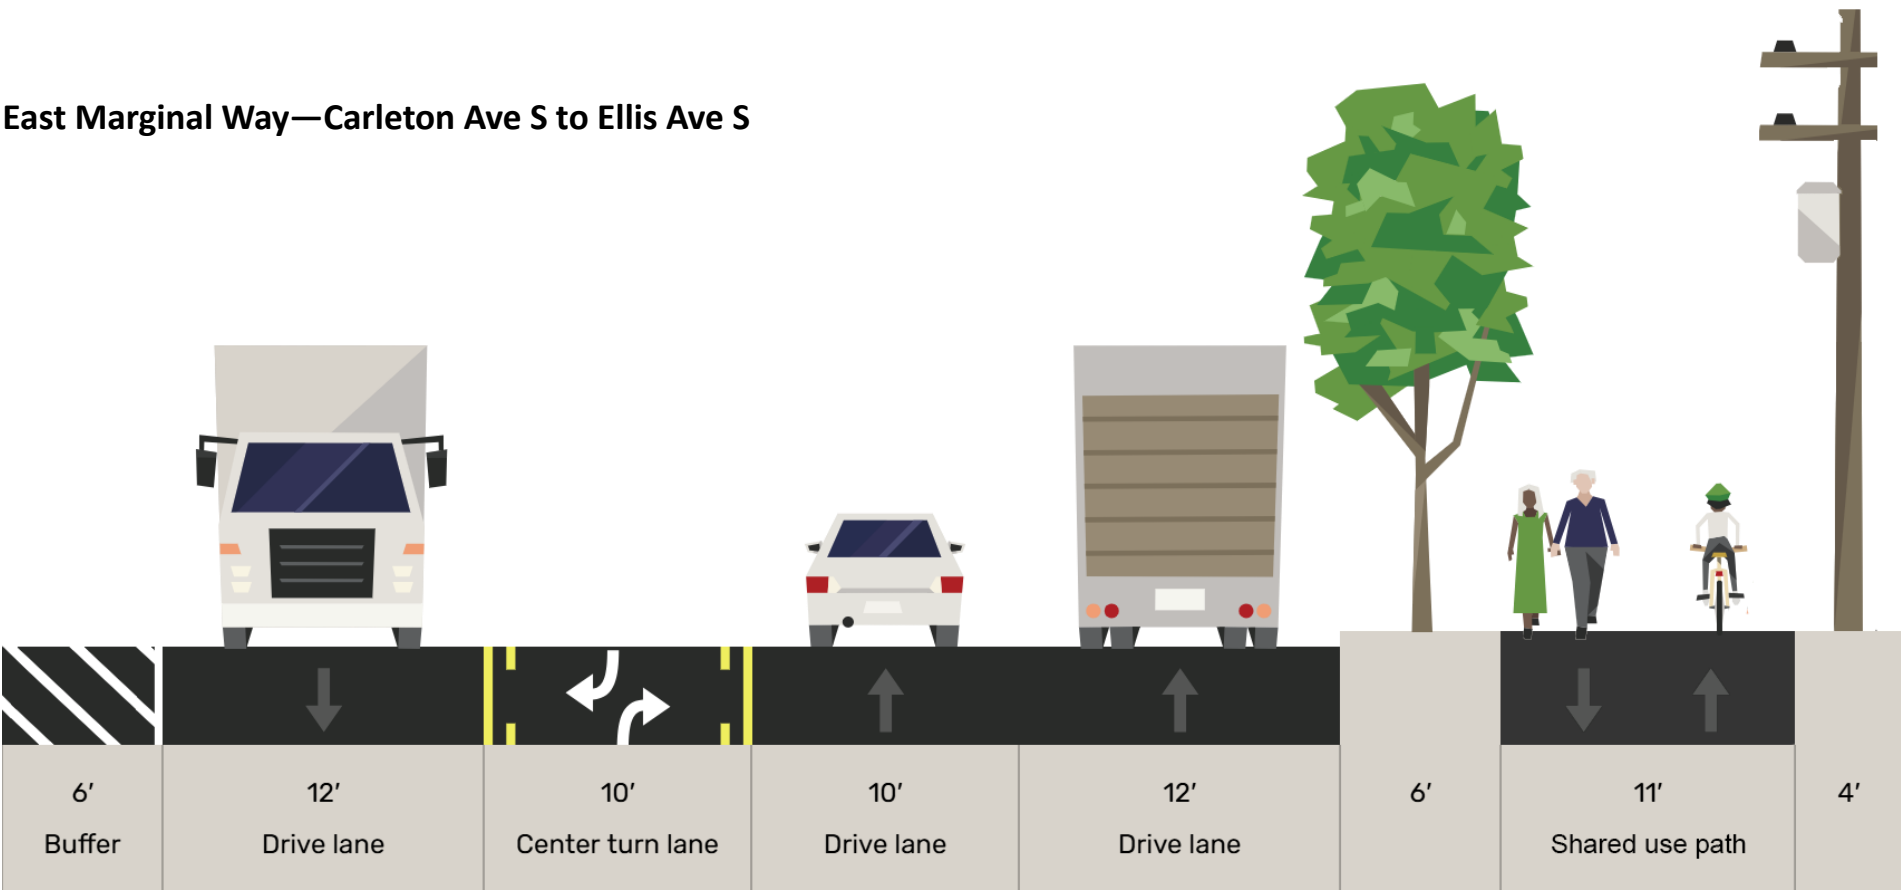 East Marginal Way—Carleton Ave S to Ellis Ave S
6′
12′
10′
10′
12′
6′
11′
4′
Buffer
Drive lane
Center turn lane
Drive lane
Drive lane
Shared use path